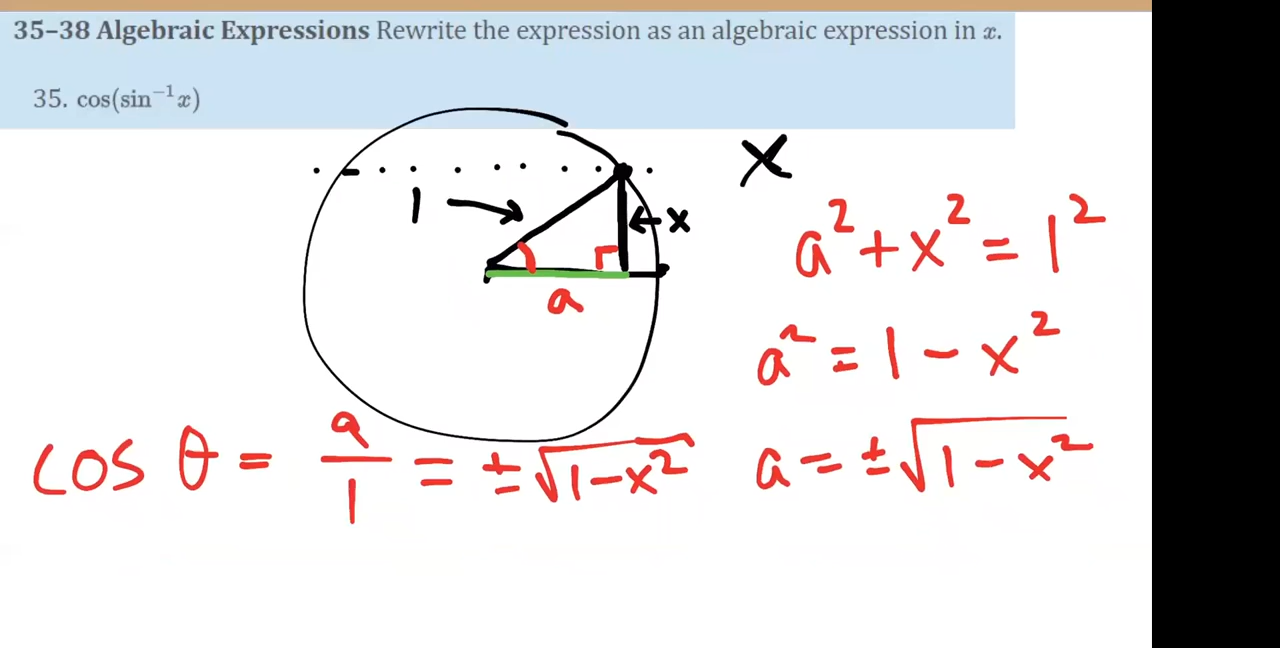 35–38 Algebraic Expressions Rewrite the expression as an algebraic expression in x.
35. cos(sin⁻¹x)
x
1
x
a² + x² = 1²
a
a² = 1 − x²
cos θ = a/1 = ±√(1−x²)
a = ±√(1−x²)